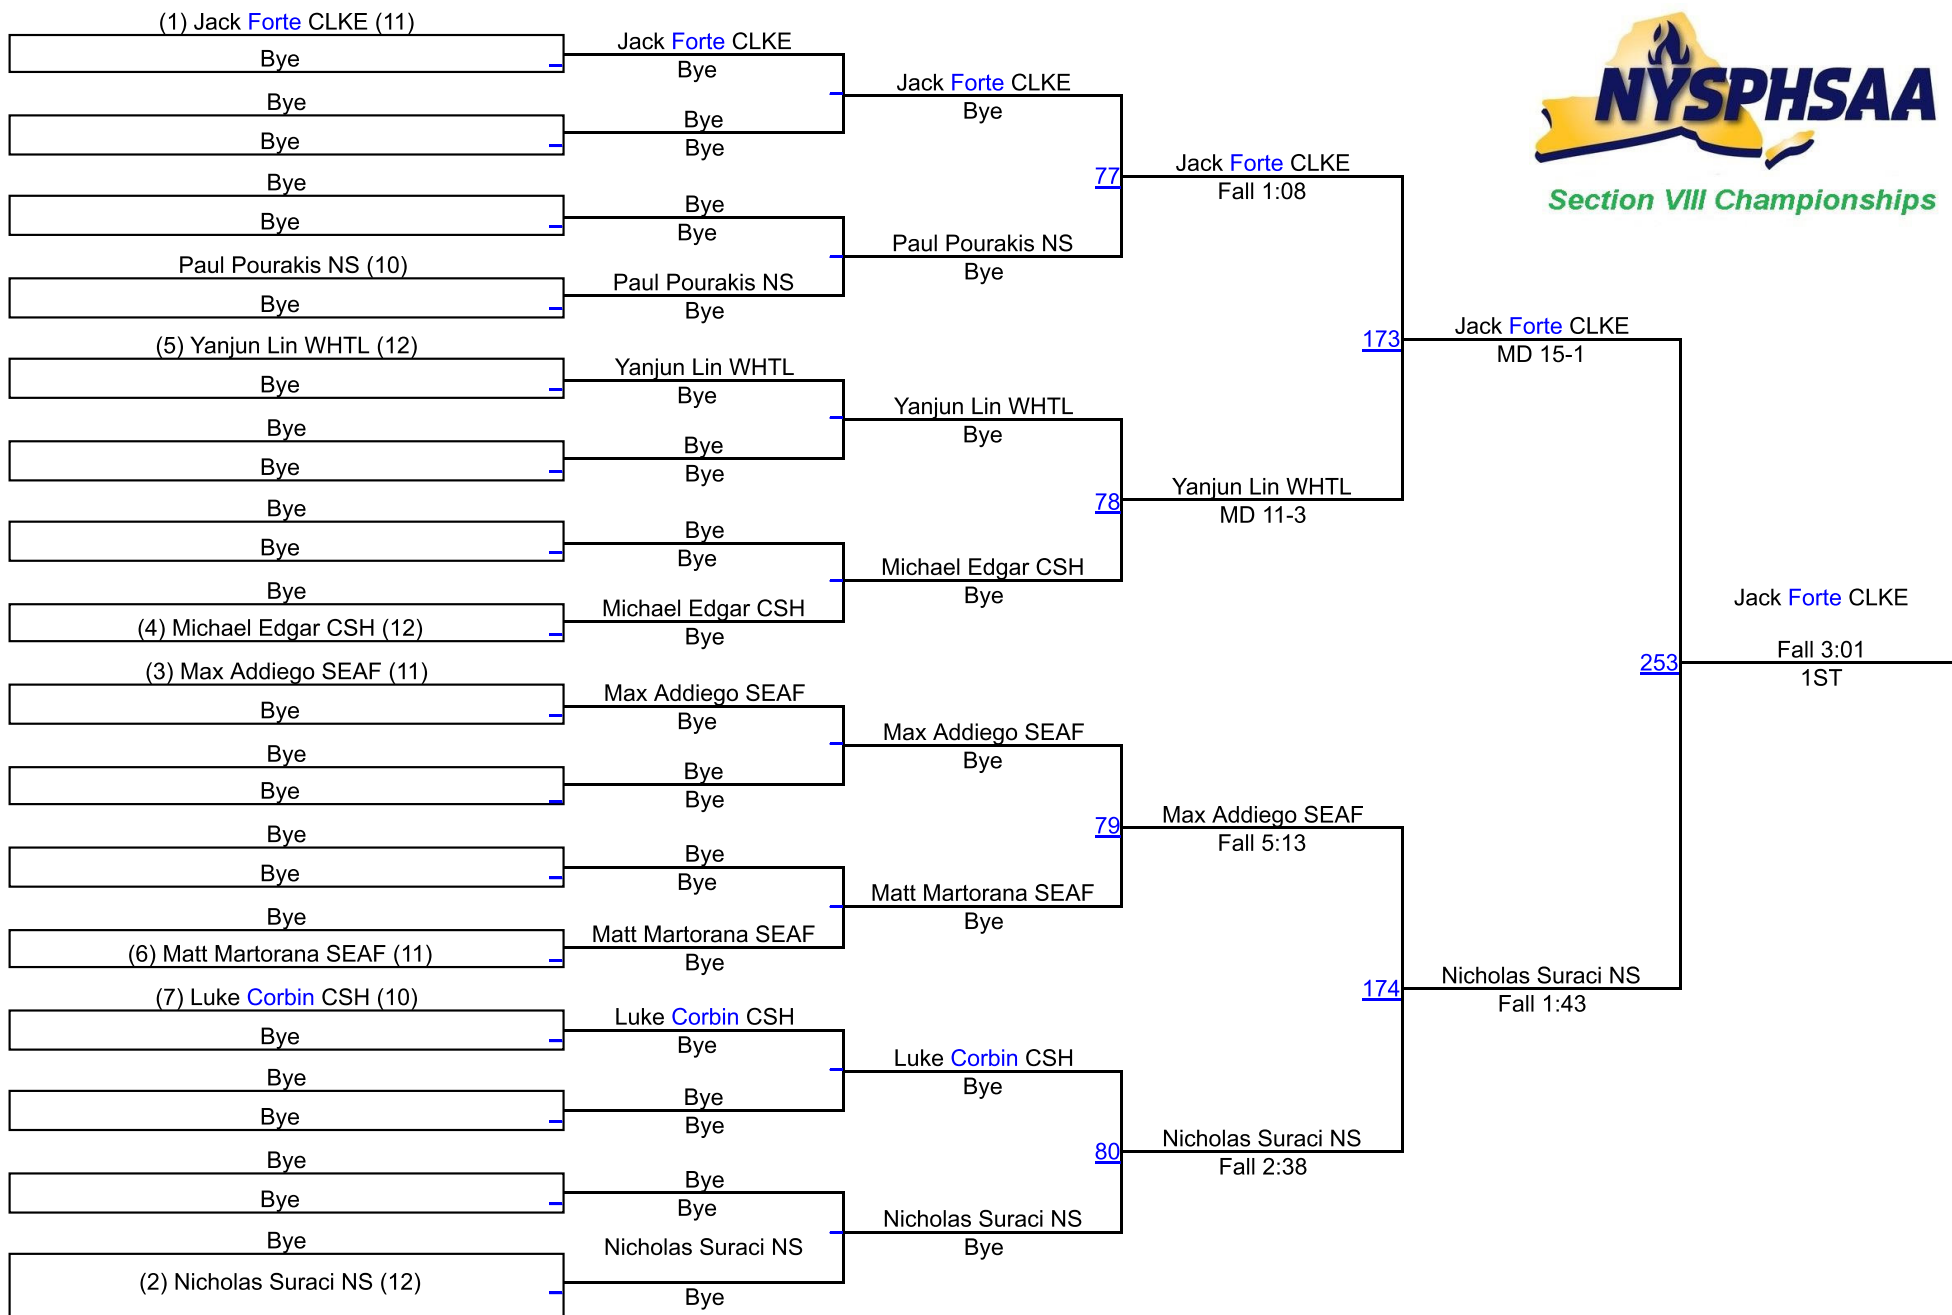 (1) Jack Forte CLKE (11)
Bye
Bye
Bye
Bye
Bye
Paul Pourakis NS (10)
Bye
(5) Yanjun Lin WHTL (12)
Bye
Bye
Bye
Bye
Bye
Bye
(4) Michael Edgar CSH (12)
(3) Max Addiego SEAF (11)
Bye
Bye
Bye
Bye
Bye
Bye
(6) Matt Martorana SEAF (11)
(7) Luke Corbin CSH (10)
Bye
Bye
Bye
Bye
Bye
Bye
(2) Nicholas Suraci NS (12)
Jack Forte CLKE
Bye
Bye
Bye
Bye
Bye
Paul Pourakis NS
Bye
Yanjun Lin WHTL
Bye
Bye
Bye
Bye
Bye
Michael Edgar CSH
Bye
Max Addiego SEAF
Bye
Bye
Bye
Bye
Bye
Matt Martorana SEAF
Bye
Luke Corbin CSH
Bye
Bye
Bye
Bye
Bye
Nicholas Suraci NS
Bye
Jack Forte CLKE
Bye
77
Paul Pourakis NS
Bye
Yanjun Lin WHTL
Bye
78
Michael Edgar CSH
Bye
Max Addiego SEAF
Bye
79
Matt Martorana SEAF
Bye
Luke Corbin CSH
Bye
80
Nicholas Suraci NS
Bye
Jack Forte CLKE
Fall 1:08
173
Yanjun Lin WHTL
MD 11-3
Max Addiego SEAF
Fall 5:13
174
Nicholas Suraci NS
Fall 2:38
Jack Forte CLKE
MD 15-1
253
Nicholas Suraci NS
Fall 1:43
Jack Forte CLKE
Fall 3:01
1ST
NYSPHSAA
Section VIII Championships